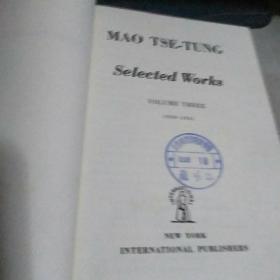 MAO TSE-TUNG
Selected Works
VOLUME THREE
NEW YORK
INTERNATIONAL PUBLISHERS